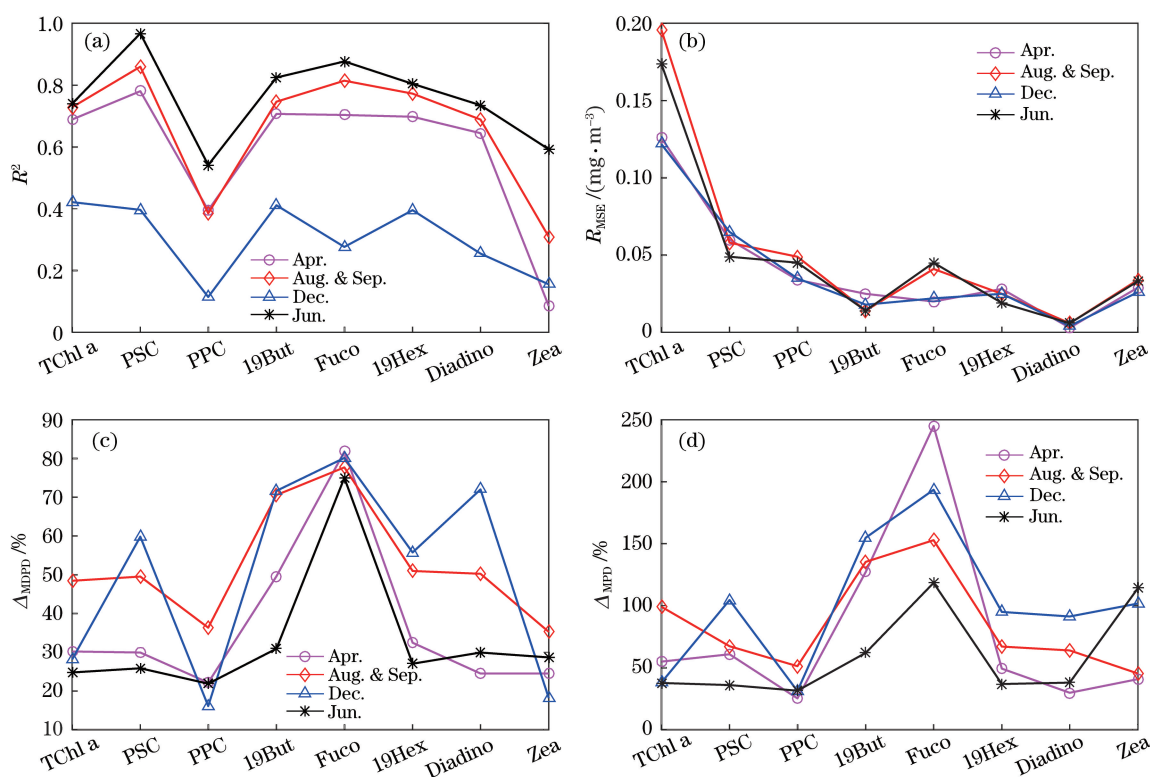 (a)
R²
1.0
0.8
0.6
0.4
0.2
0
TChl a PSC PPC 19But Fuco 19Hex Diadino Zea
Apr.
Aug. & Sep.
Dec.
Jun.
(b)
R_MSE /(mg • m⁻³)
0.20
0.15
0.10
0.05
0
TChl a PSC PPC 19But Fuco 19Hex Diadino Zea
Apr.
Aug. & Sep.
Dec.
Jun.
(c)
Δ_MDPD /%
90
80
70
60
50
40
30
20
10
TChl a PSC PPC 19But Fuco 19Hex Diadino Zea
Apr.
Aug. & Sep.
Dec.
Jun.
(d)
Δ_MPD /%
250
200
150
100
50
0
TChl a PSC PPC 19But Fuco 19Hex Diadino Zea
Apr.
Aug. & Sep.
Dec.
Jun.